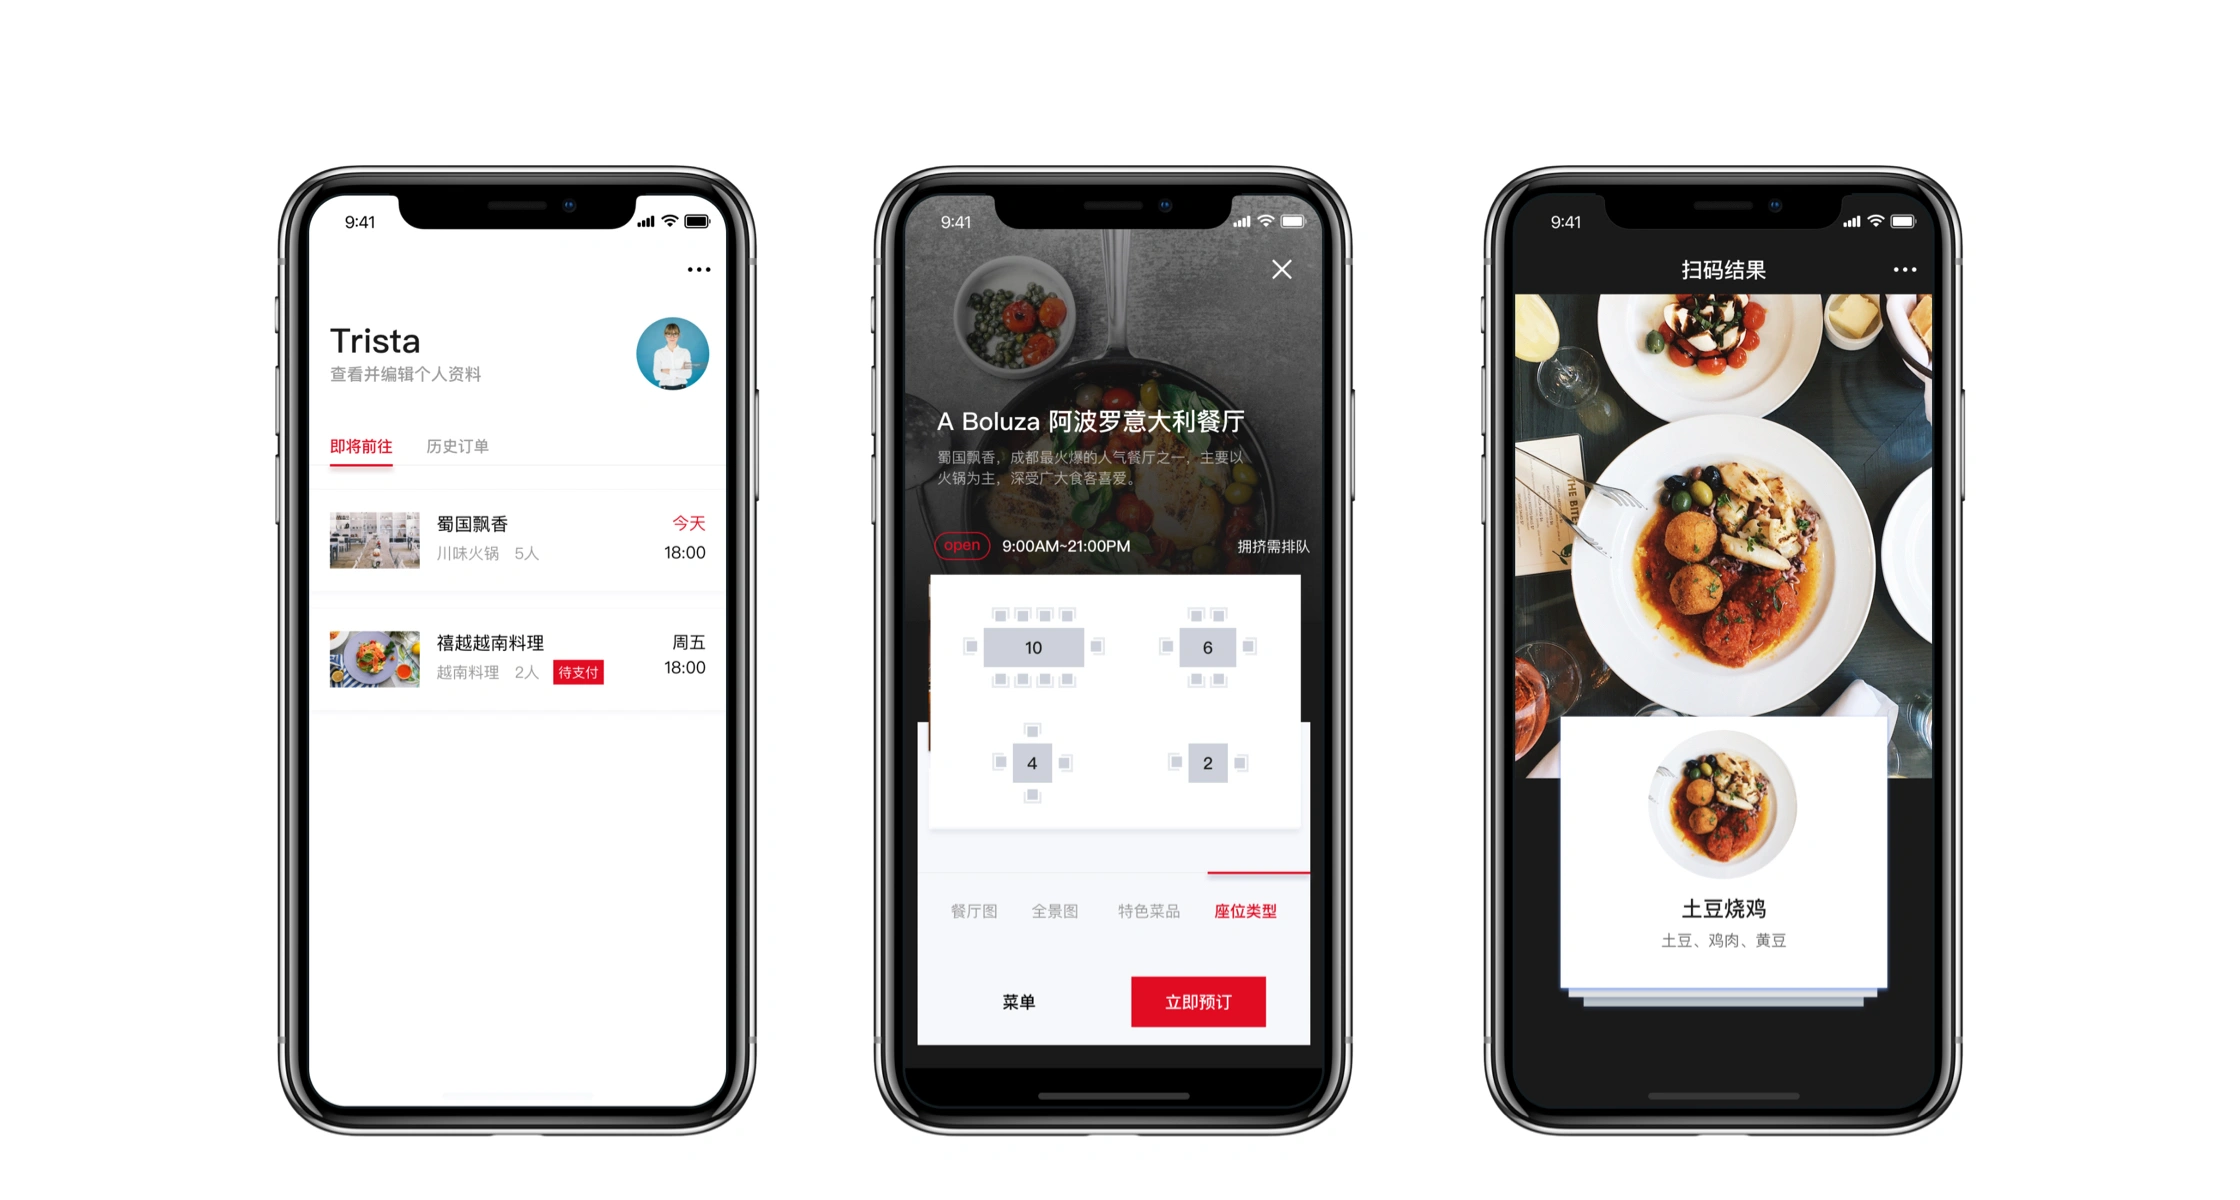 9:41
Trista
查看并编辑个人资料
即将前往 历史订单
蜀国飘香 今天
川味火锅 5人 18:00
禧越越南料理 周五
越南料理 2人 待支付 18:00
9:41
A Boluza 阿波罗意大利餐厅
蜀国飘香，成都最火爆的人气餐厅之一，主要以
火锅为主，深受广大食客喜爱。
open 9:00AM~21:00PM 拥挤需排队
10 6
4 2
餐厅图 全景图 特色菜品 座位类型
菜单 立即预订
9:41
扫码结果
THE BITE
土豆烧鸡
土豆、鸡肉、黄豆